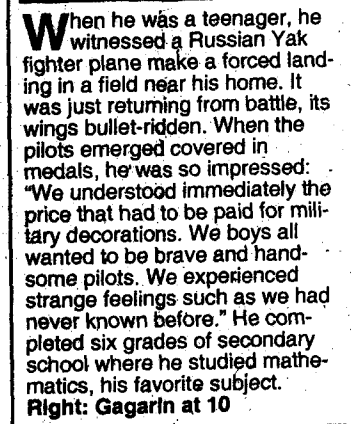 When he was a teenager, he
witnessed a Russian Yak
fighter plane make a forced land-
ing in a field near his home. It
was just returning from battle, its
wings bullet-ridden. When the
pilots emerged covered in
medals, he was so impressed:
"We understood immediately the
price that had to be paid for mili-
tary decorations. We boys all
wanted to be brave and hand-
some pilots. We experienced
strange feelings such as we had
never known before." He com-
pleted six grades of secondary
school where he studied mathe-
matics, his favorite subject.
Right: Gagarin at 10